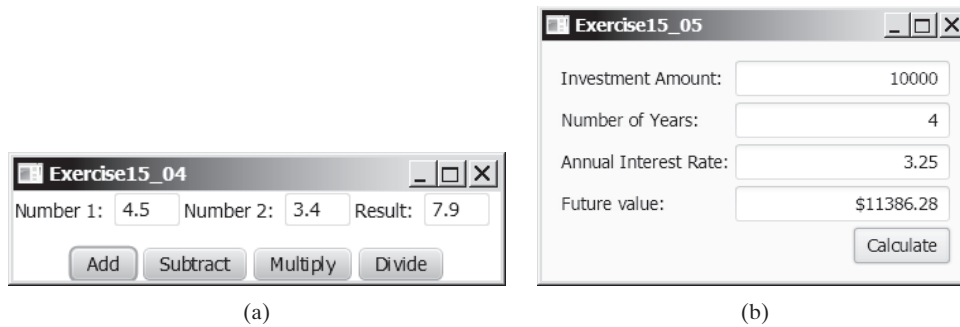 Exercise15_04
Number 1: 4.5 Number 2: 3.4 Result: 7.9
Add Subtract Multiply Divide
(a)
Exercise15_05
Investment Amount: 10000
Number of Years: 4
Annual Interest Rate: 3.25
Future value: $11386.28
Calculate
(b)